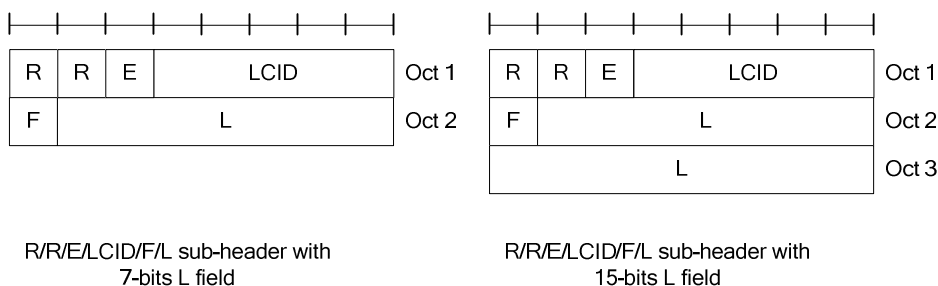 R R E LCID Oct 1
F L Oct 2
R/R/E/LCID/F/L sub-header with
7-bits L field
R R E LCID Oct 1
F L Oct 2
L Oct 3
R/R/E/LCID/F/L sub-header with
15-bits L field